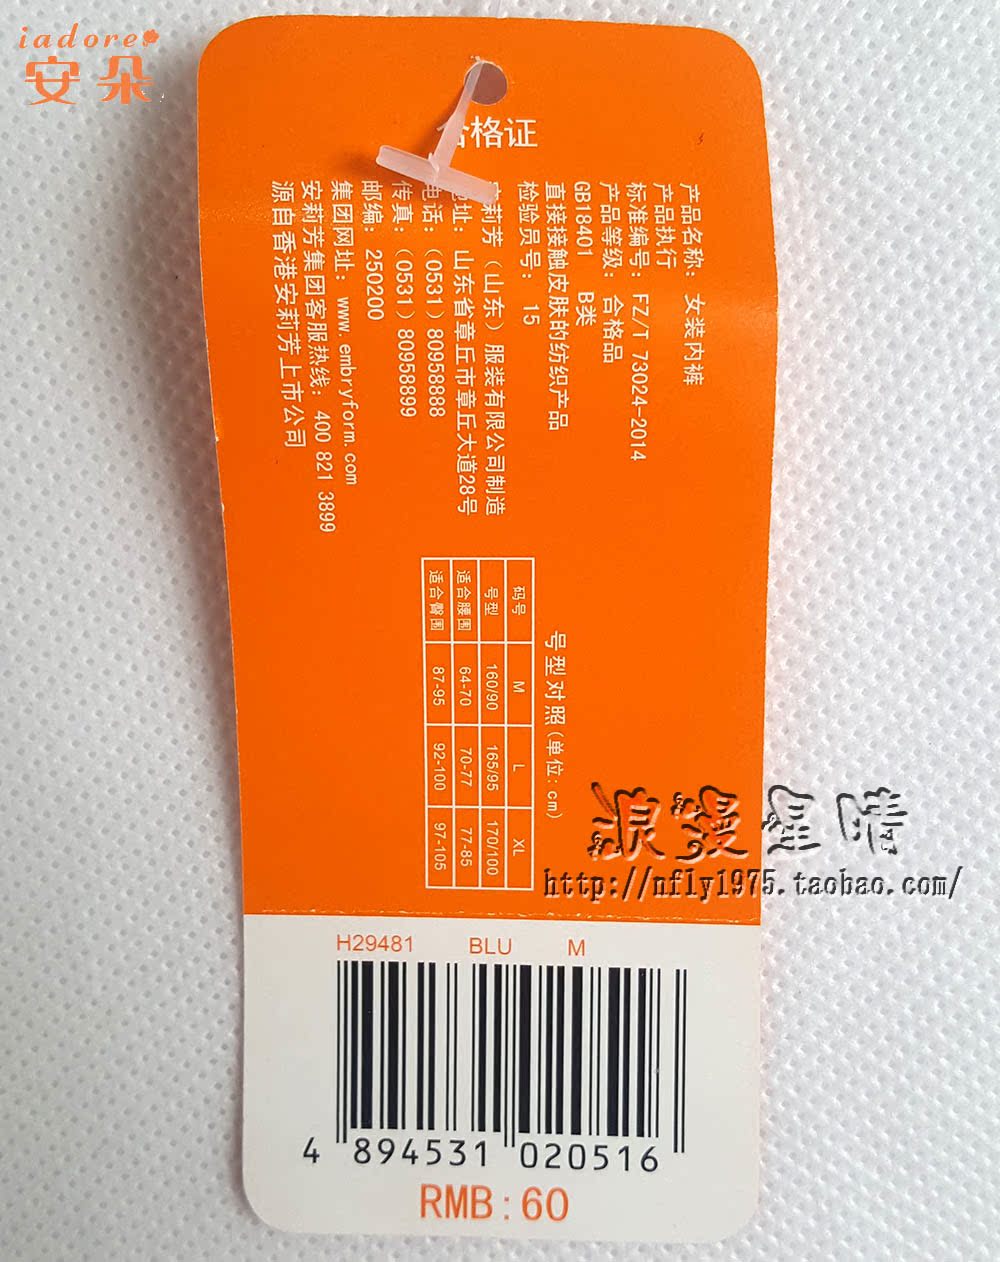 iadore
安朵
合格证
产品名称：女装内裤
产品执行
标准编号：FZ/T 73024-2014
产品等级：合格品
GB18401 B类
直接接触皮肤的纺织产品
检验员号：15
安莉芳（山东）服装有限公司制造
地址：山东省章丘市章丘大道28号
电话：（0531）80958888
传真：（0531）80958899
邮编：250200
集团网址：www.embryform.com
安莉芳集团客服热线：400 821 3899
源自香港安莉芳上市公司
号型对照(单位:cm)
码号 M L XL
号型 160/90 165/95 170/100
适合腰围 64-70 70-77 77-85
适合臀围 87-95 92-100 97-105
浪漫星晴
http://nfly1975.taobao.com/
H29481 BLU M
4 894531 020516
RMB:60